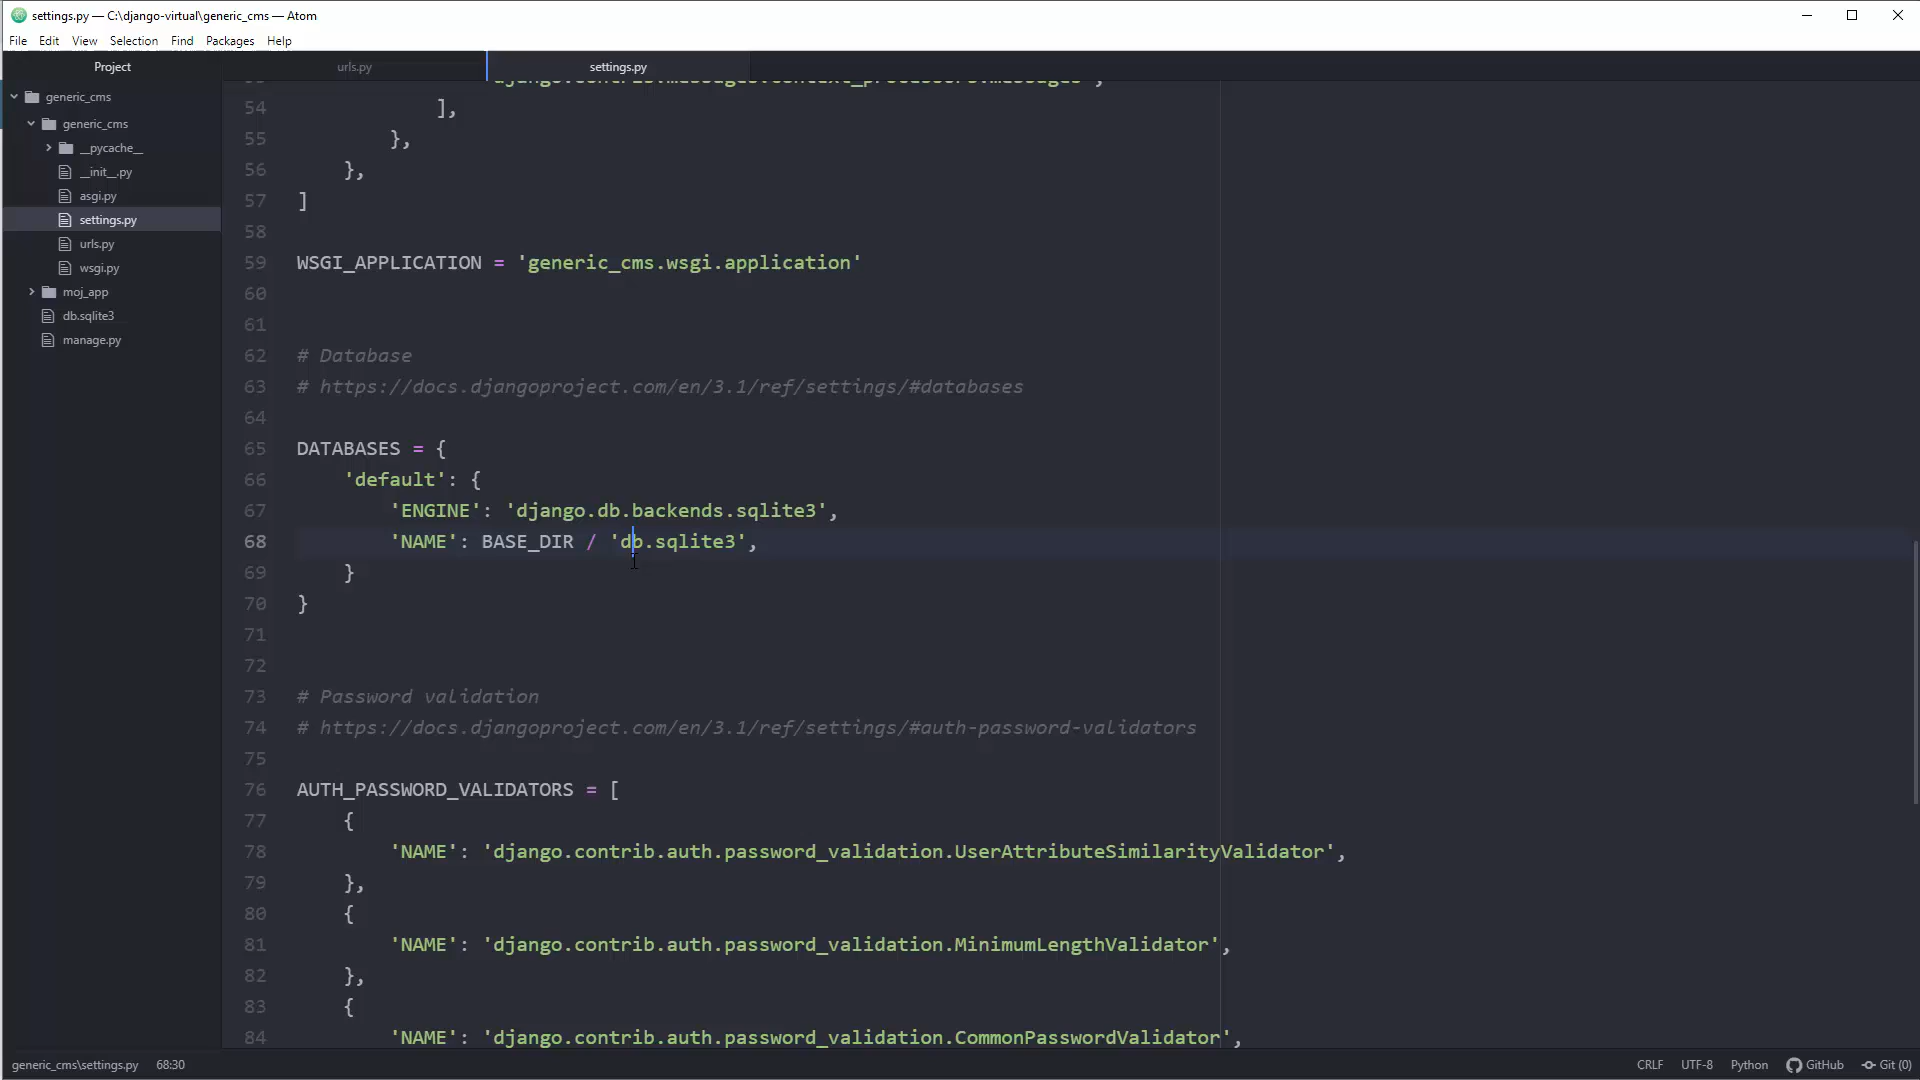 settings.py — C:\django-virtual\generic_cms — Atom
File Edit View Selection Find Packages Help
Project
urls.py
settings.py
generic_cms
generic_cms
__pycache__
__init__.py
asgi.py
settings.py
urls.py
wsgi.py
moj_app
db.sqlite3
manage.py
53 'django.contrib.messages.context_processors.messages',
54 ],
55 },
56 },
57 ]
58
59 WSGI_APPLICATION = 'generic_cms.wsgi.application'
60
61
62 # Database
63 # https://docs.djangoproject.com/en/3.1/ref/settings/#databases
64
65 DATABASES = {
66 'default': {
67 'ENGINE': 'django.db.backends.sqlite3',
68 'NAME': BASE_DIR / 'db.sqlite3',
69 }
70 }
71
72
73 # Password validation
74 # https://docs.djangoproject.com/en/3.1/ref/settings/#auth-password-validators
75
76 AUTH_PASSWORD_VALIDATORS = [
77 {
78 'NAME': 'django.contrib.auth.password_validation.UserAttributeSimilarityValidator',
79 },
80 {
81 'NAME': 'django.contrib.auth.password_validation.MinimumLengthValidator',
82 },
83 {
84 'NAME': 'django.contrib.auth.password_validation.CommonPasswordValidator',
generic_cms\settings.py 68:30 CRLF UTF-8 Python GitHub Git (0)